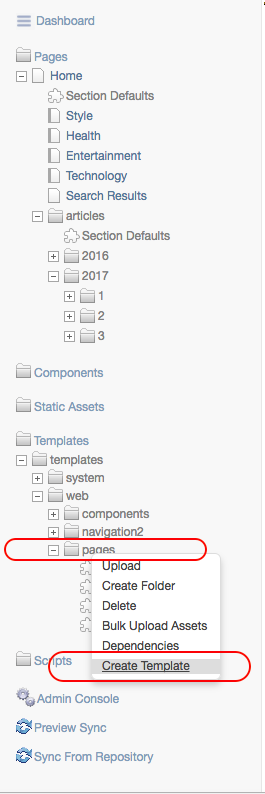 Dashboard
Pages
Home
Section Defaults
Style
Health
Entertainment
Technology
Search Results
articles
Section Defaults
2016
2017
1
2
3
Components
Static Assets
Templates
templates
system
web
components
navigation2
pages
Upload
Create Folder
Delete
Bulk Upload Assets
Dependencies
Create Template
Scripts
Admin Console
Preview Sync
Sync From Repository